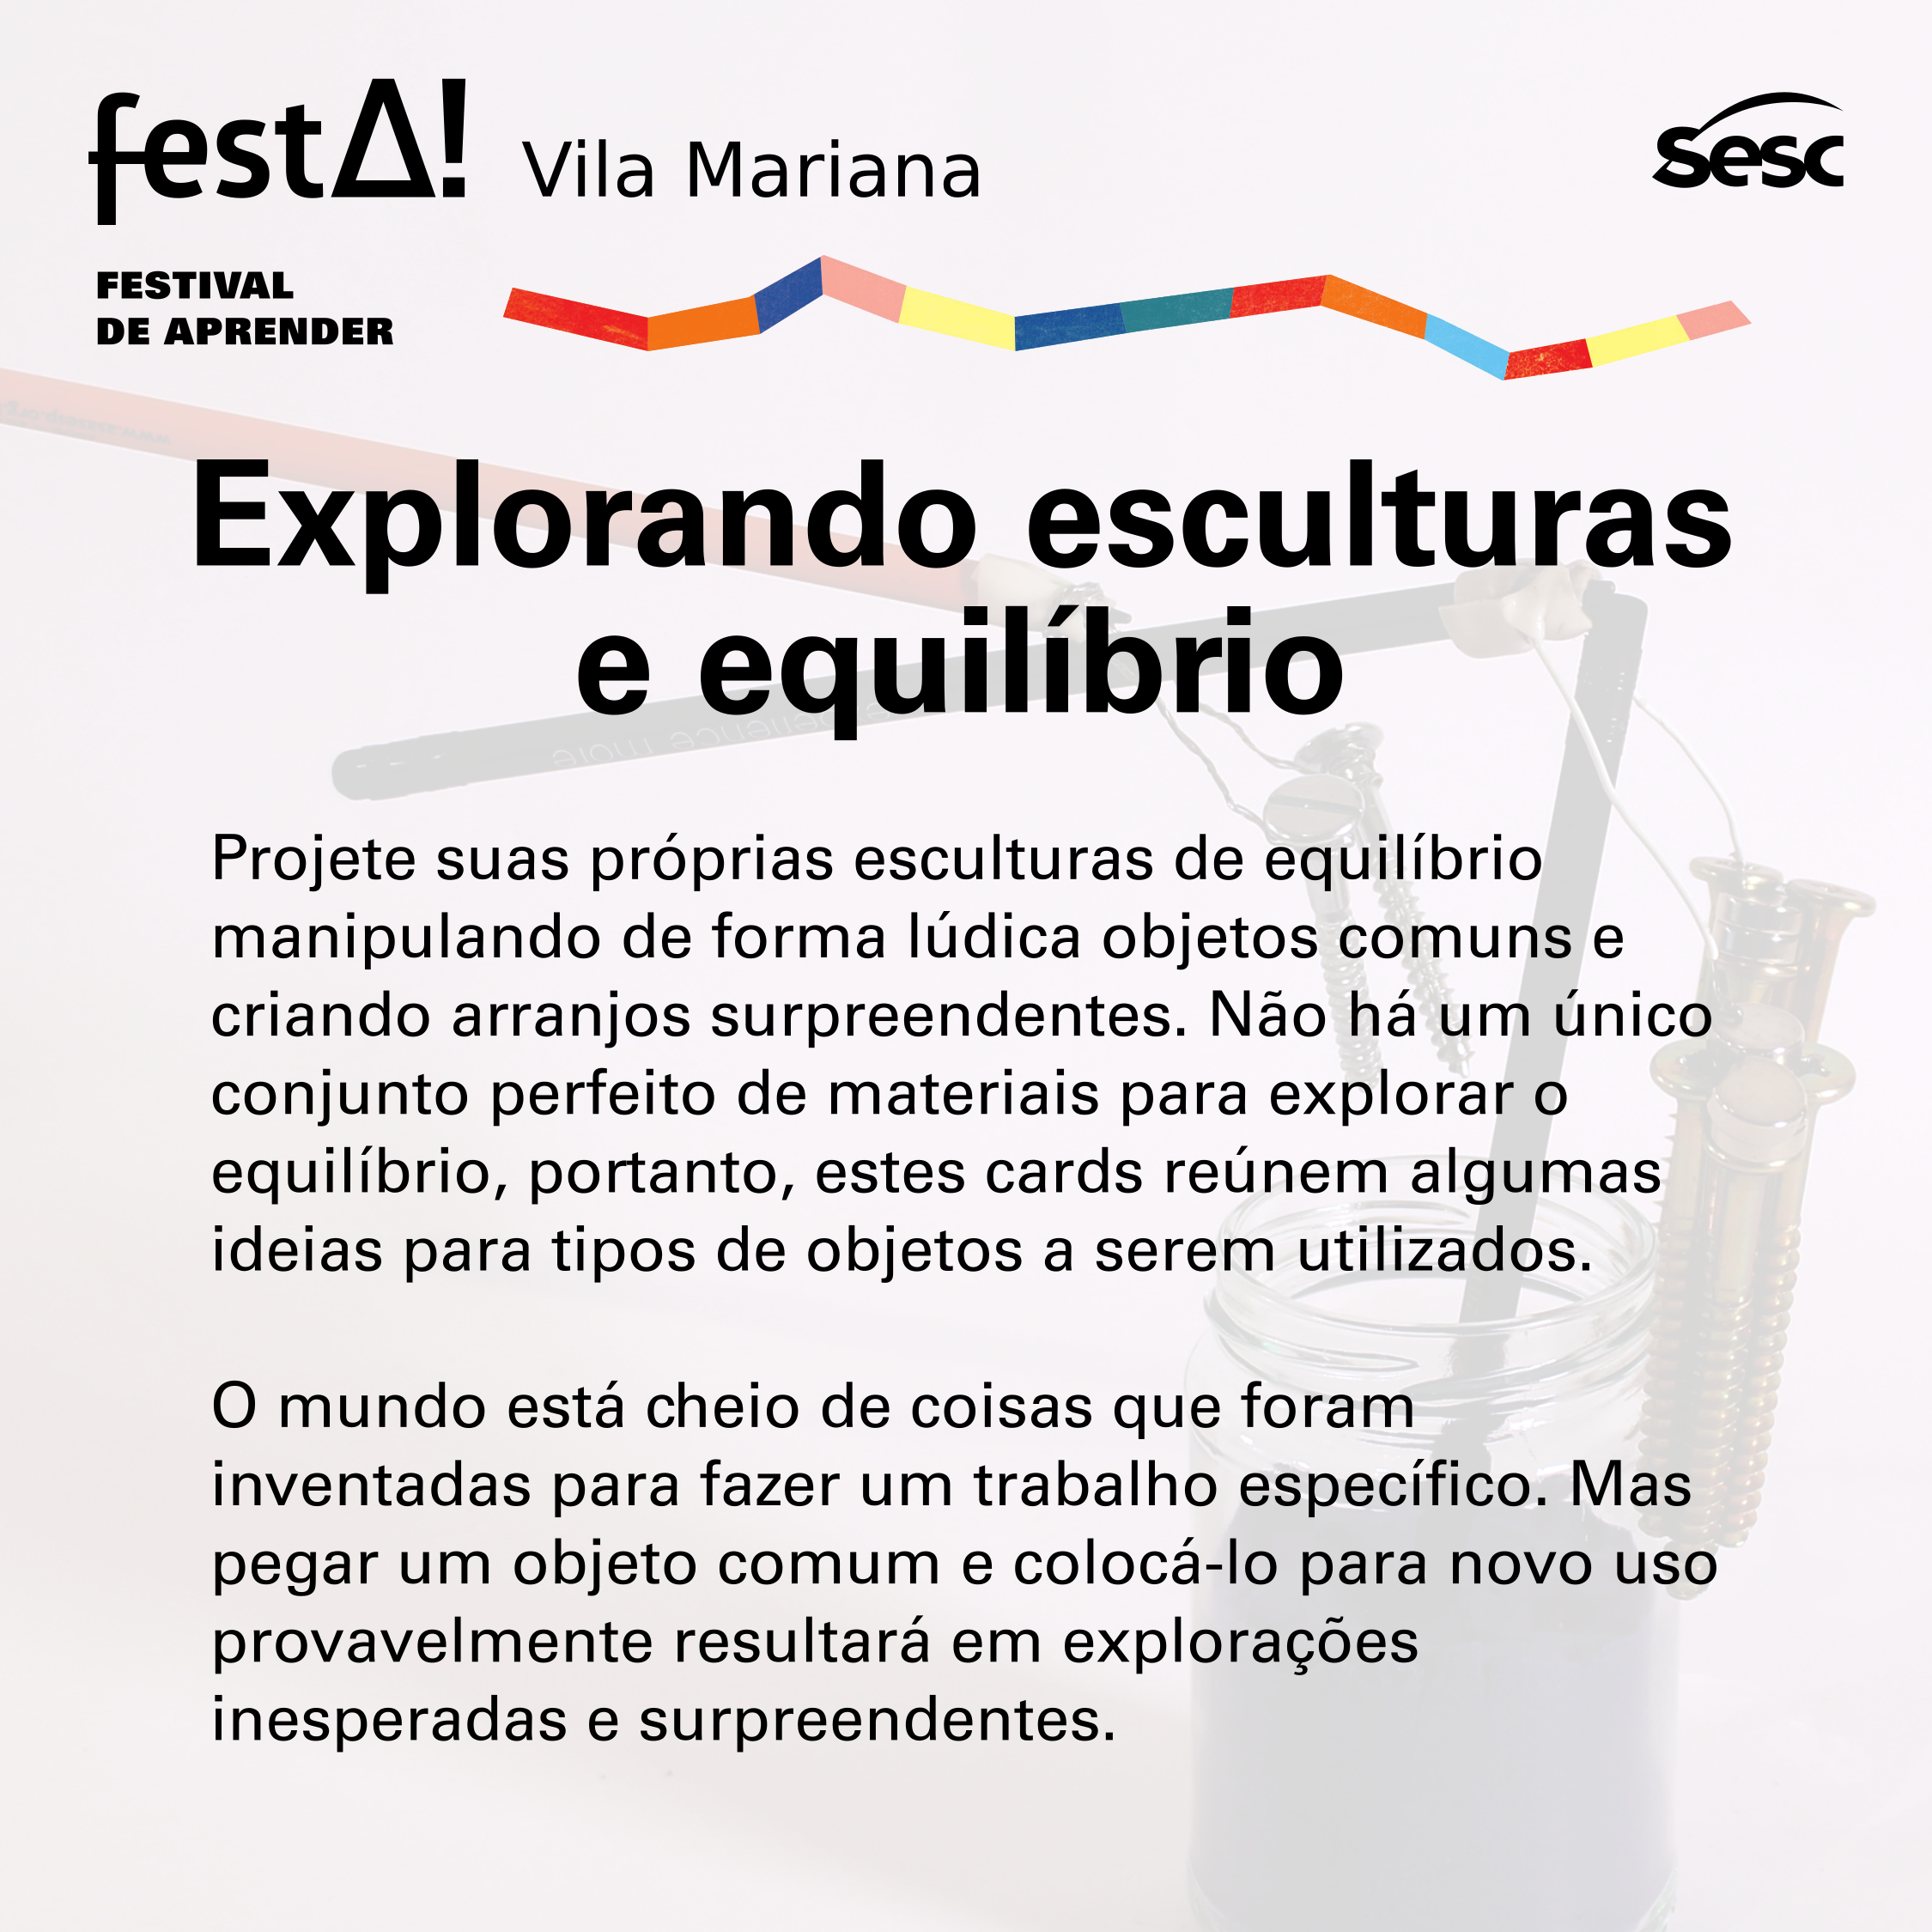 festA! Vila Mariana
sesc
FESTIVAL
DE APRENDER
Explorando esculturas
e equilíbrio
Projete suas próprias esculturas de equilíbrio
manipulando de forma lúdica objetos comuns e
criando arranjos surpreendentes. Não há um único
conjunto perfeito de materiais para explorar o
equilíbrio, portanto, estes cards reúnem algumas
ideias para tipos de objetos a serem utilizados.
O mundo está cheio de coisas que foram
inventadas para fazer um trabalho específico. Mas
pegar um objeto comum e colocá-lo para novo uso
provavelmente resultará em explorações
inesperadas e surpreendentes.